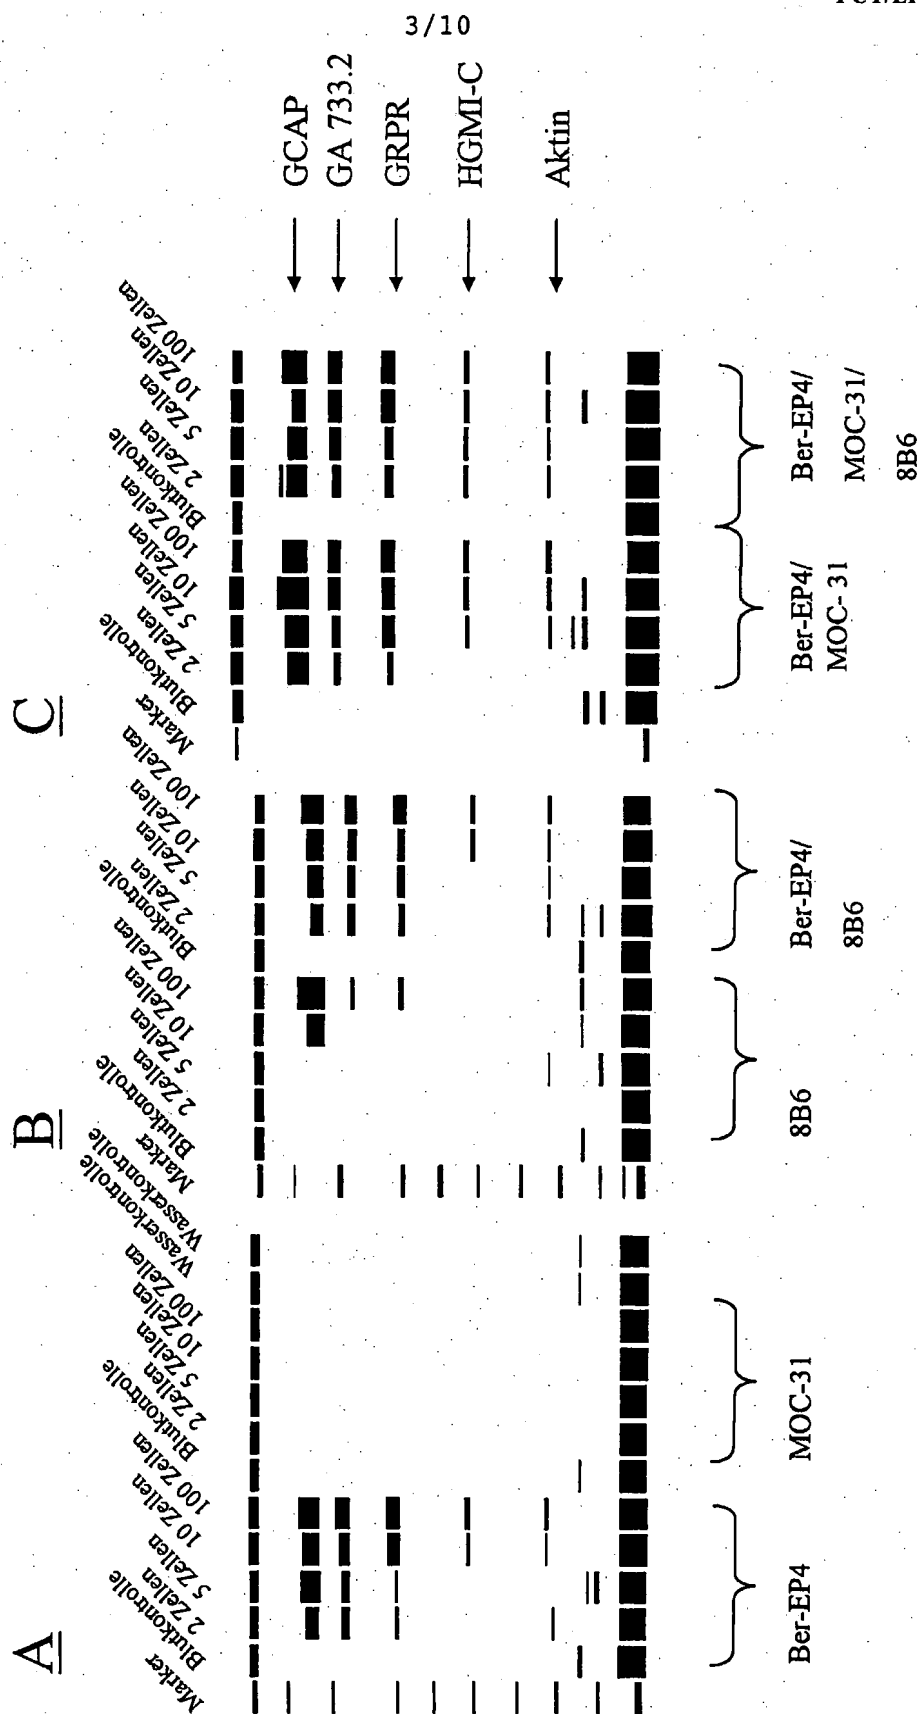 3/10
A
Marker
Blutkontrolle
2 Zellen
5 Zellen
10 Zellen
100 Zellen
Blutkontrolle
2 Zellen
5 Zellen
10 Zellen
100 Zellen
Wasserkontrolle
Wasserkontrolle
Ber-EP4
MOC-31
B
Marker
Blutkontrolle
2 Zellen
5 Zellen
10 Zellen
100 Zellen
Blutkontrolle
2 Zellen
5 Zellen
10 Zellen
100 Zellen
8B6
Ber-EP4/
8B6
C
Marker
Blutkontrolle
2 Zellen
5 Zellen
10 Zellen
100 Zellen
Blutkontrolle
2 Zellen
5 Zellen
10 Zellen
100 Zellen
GCAP
GA 733.2
GRPR
HGMI-C
Aktin
Ber-EP4/
MOC- 31
Ber-EP4/
MOC-31/
8B6